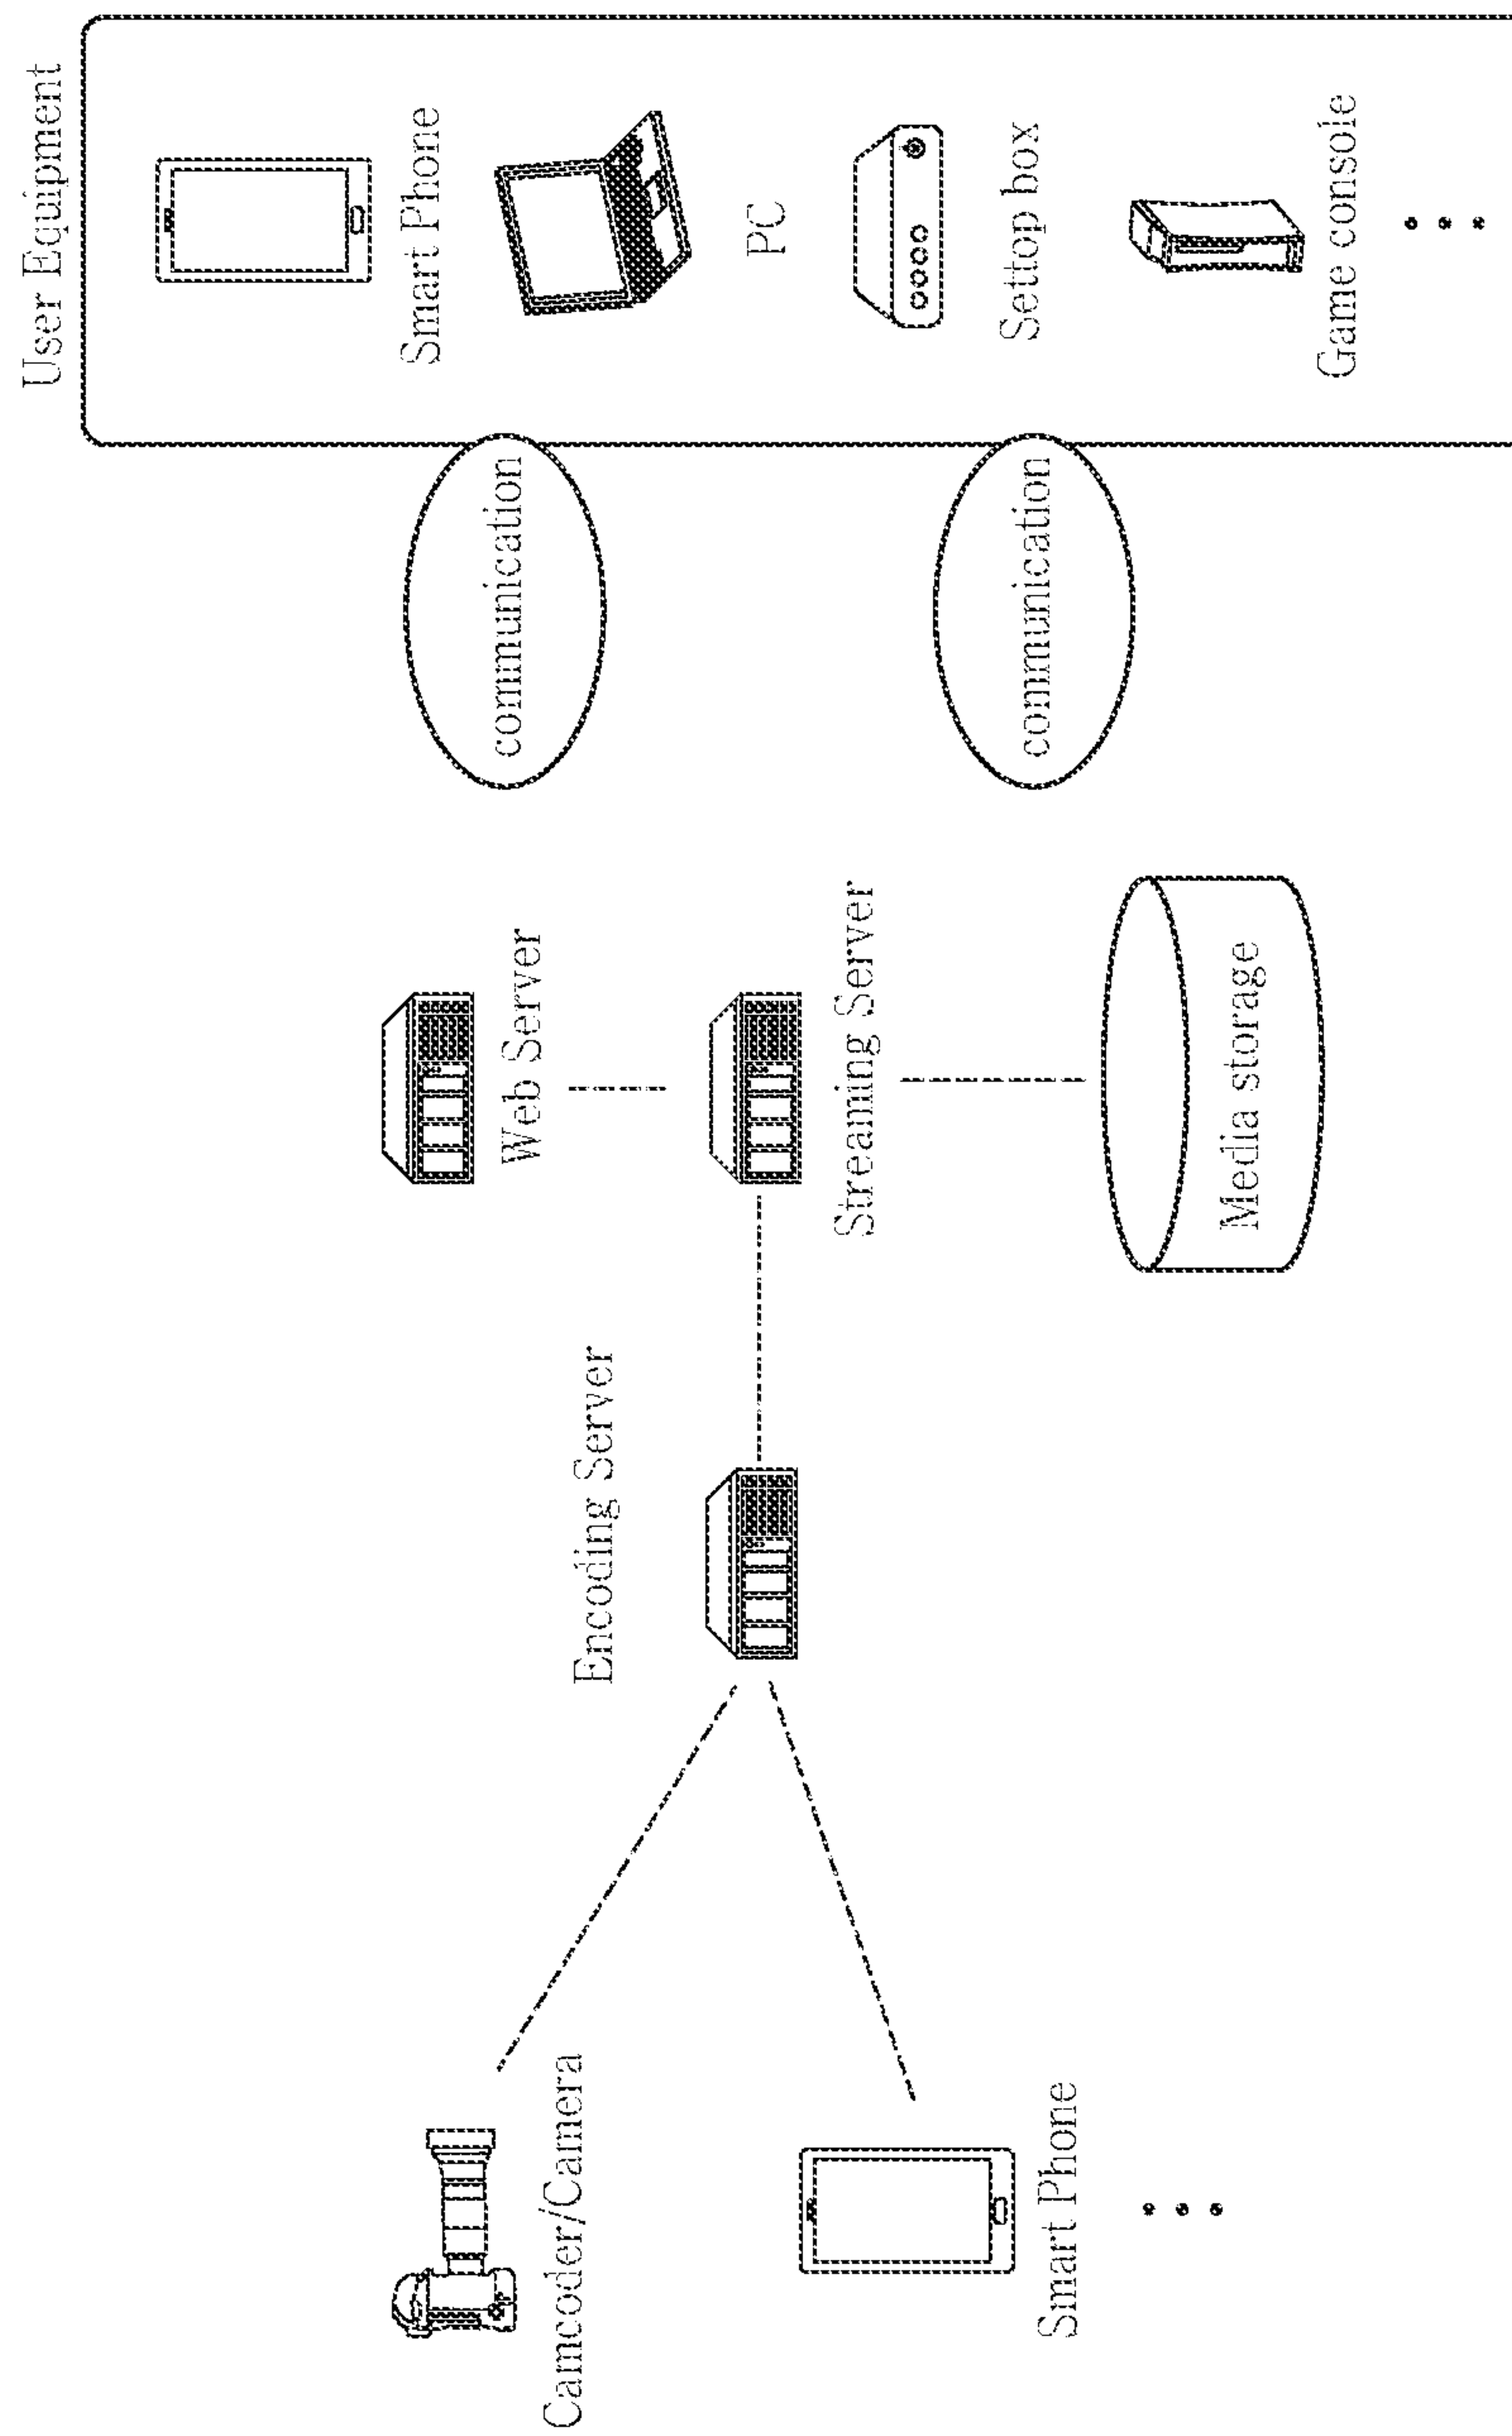 User Equipment
Smart Phone
PC
Settop box
Game console
communication
communication
Web Server
Streaming Server
Media storage
Encoding Server
Camcoder/Camera
Smart Phone